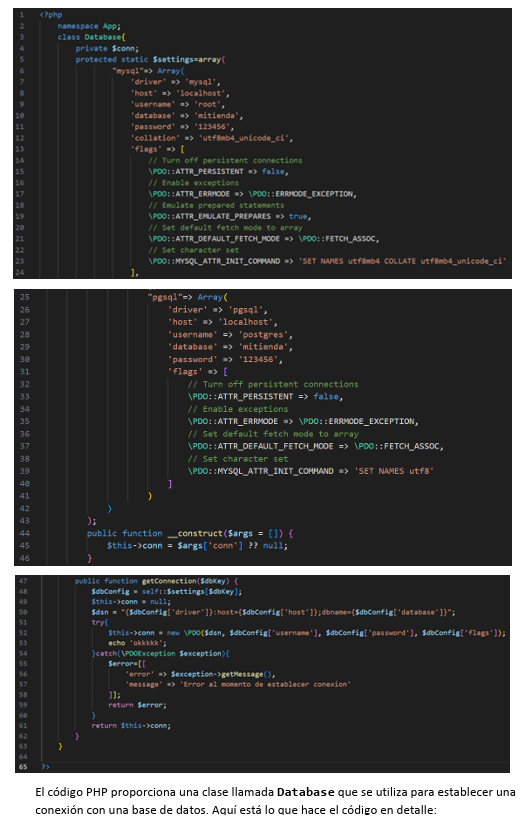 1 <?php
2 namespace App;
3 class Database{
4 private $conn;
5 protected static $settings=array(
6 "mysql"=> Array(
7 'driver' => 'mysql',
8 'host' => 'localhost',
9 'username' => 'root',
10 'database' => 'mitienda',
11 'password' => '123456',
12 'collation' => 'utf8mb4_unicode_ci',
13 'flags' => [
14 // Turn off persistent connections
15 \PDO::ATTR_PERSISTENT => false,
16 // Enable exceptions
17 \PDO::ATTR_ERRMODE => \PDO::ERRMODE_EXCEPTION,
18 // Emulate prepared statements
19 \PDO::ATTR_EMULATE_PREPARES => true,
20 // Set default fetch mode to array
21 \PDO::ATTR_DEFAULT_FETCH_MODE => \PDO::FETCH_ASSOC,
22 // Set character set
23 \PDO::MYSQL_ATTR_INIT_COMMAND => 'SET NAMES utf8mb4 COLLATE utf8mb4_unicode_ci'
24 ],
25 "pgsql"=> Array(
26 'driver' => 'pgsql',
27 'host' => 'localhost',
28 'username' => 'postgres',
29 'database' => 'mitienda',
30 'password' => '123456',
31 'flags' => [
32 // Turn off persistent connections
33 \PDO::ATTR_PERSISTENT => false,
34 // Enable exceptions
35 \PDO::ATTR_ERRMODE => \PDO::ERRMODE_EXCEPTION,
36 // Set default fetch mode to array
37 \PDO::ATTR_DEFAULT_FETCH_MODE => \PDO::FETCH_ASSOC,
38 // Set character set
39 \PDO::MYSQL_ATTR_INIT_COMMAND => 'SET NAMES utf8'
40 ]
41 )
42 )
43 );
44 public function __construct($args = []) {
45 $this->conn = $args['conn'] ?? null;
46 }
47 public function getConnection($dbKey) {
48 $dbConfig = self::$settings[$dbKey];
49 $this->conn = null;
50 $dsn = "{$dbConfig['driver']}:host={$dbConfig['host']};dbname={$dbConfig['database']}";
51 try{
52 $this->conn = new \PDO($dsn, $dbConfig['username'], $dbConfig['password'], $dbConfig['flags']);
53 echo 'okkkkk';
54 }catch(\PDOException $exception){
55 $error=[[
56 'error' => $exception->getMessage(),
57 'message' => 'Error al momento de establecer conexion'
58 ]];
59 return $error;
60 }
61 return $this->conn;
62 }
63 }
64
65 ?>
El código PHP proporciona una clase llamada Database que se utiliza para establecer una
conexión con una base de datos. Aquí está lo que hace el código en detalle: